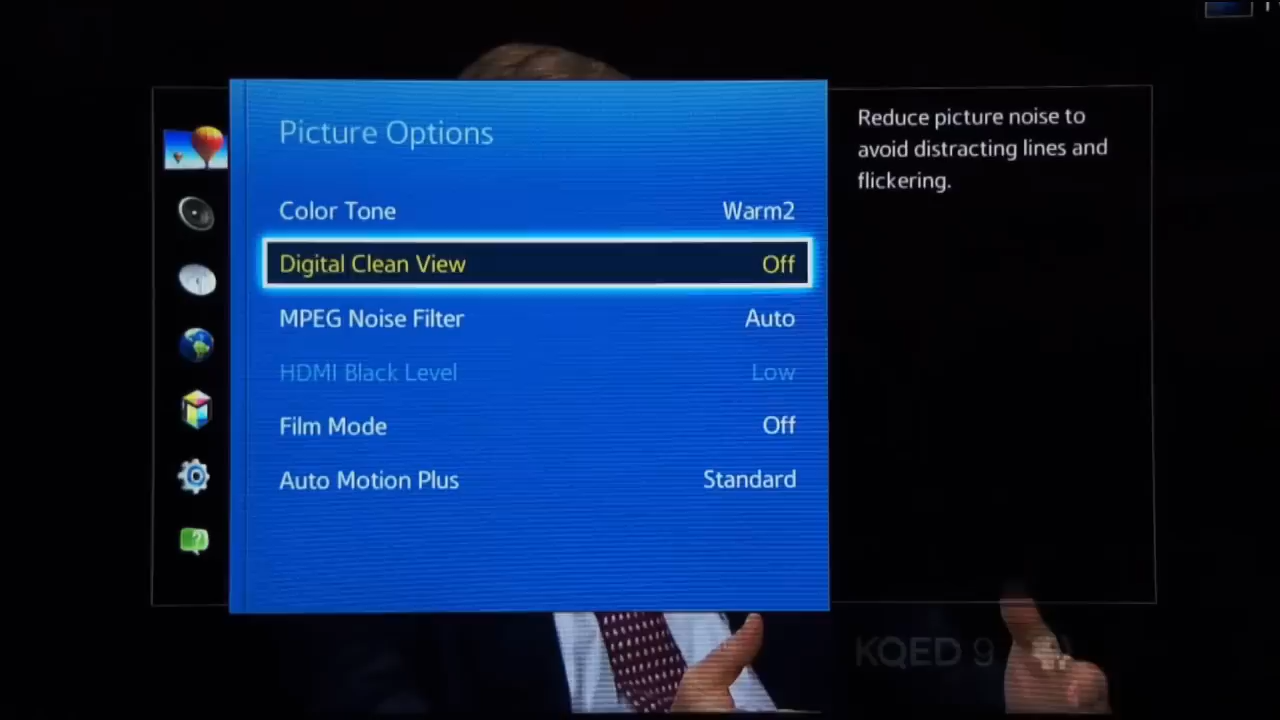 Picture Options
Color Tone Warm2
Digital Clean View Off
MPEG Noise Filter Auto
HDMI Black Level Low
Film Mode Off
Auto Motion Plus Standard
Reduce picture noise to
avoid distracting lines and
flickering.
KQED 9